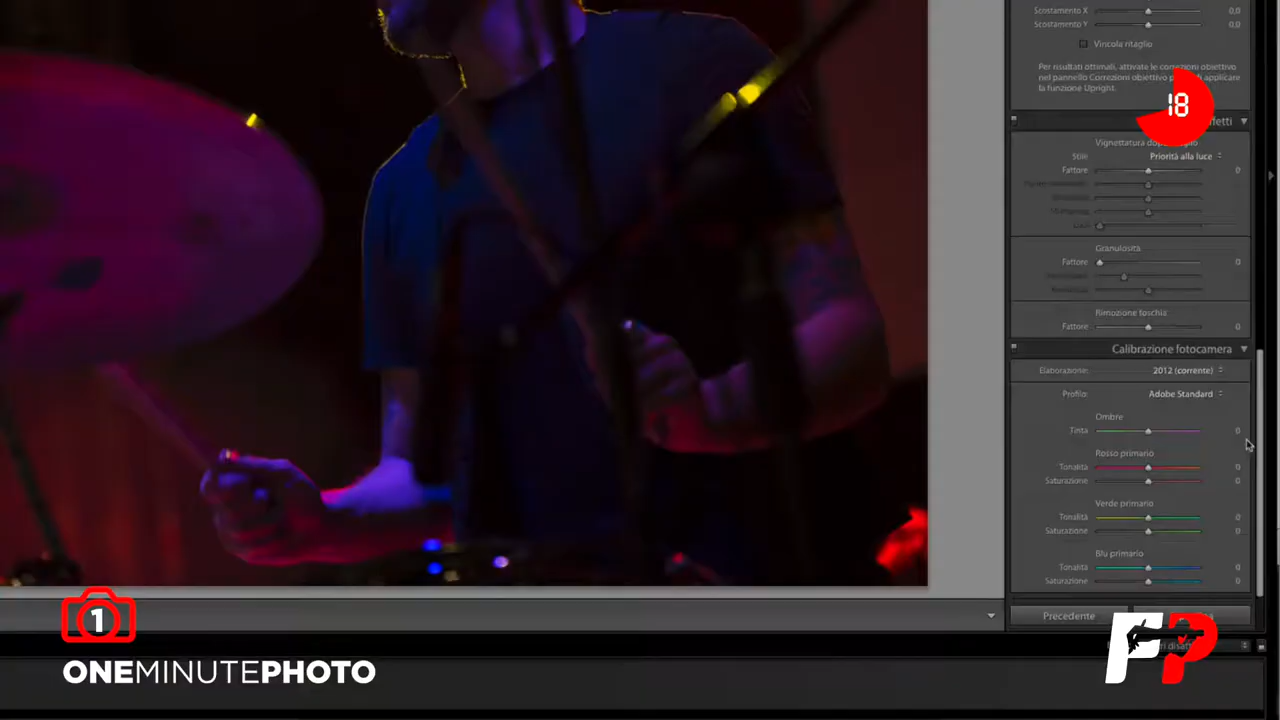 Scostamento X 0,0
Scostamento Y 0,0
Vincola ritaglio
Per risultati ottimali, attivate le correzioni obiettivo
nel pannello Correzioni obiettivo applicare
la funzione Upright.
18
Vignettatura
Stile Priorità alla luce
Fattore 0
Granulosità
Fattore 0
Rimozione foschia
Fattore 0
Calibrazione fotocamera
Elaborazione: 2012 (corrente)
Profilo: Adobe Standard
Ombre
Tinta 0
Rosso primario
Tonalità 0
Saturazione 0
Verde primario
Tonalità 0
Saturazione 0
Blu primario
Tonalità 0
Saturazione 0
Precedente
1
ONEMINUTEPHOTO
F?